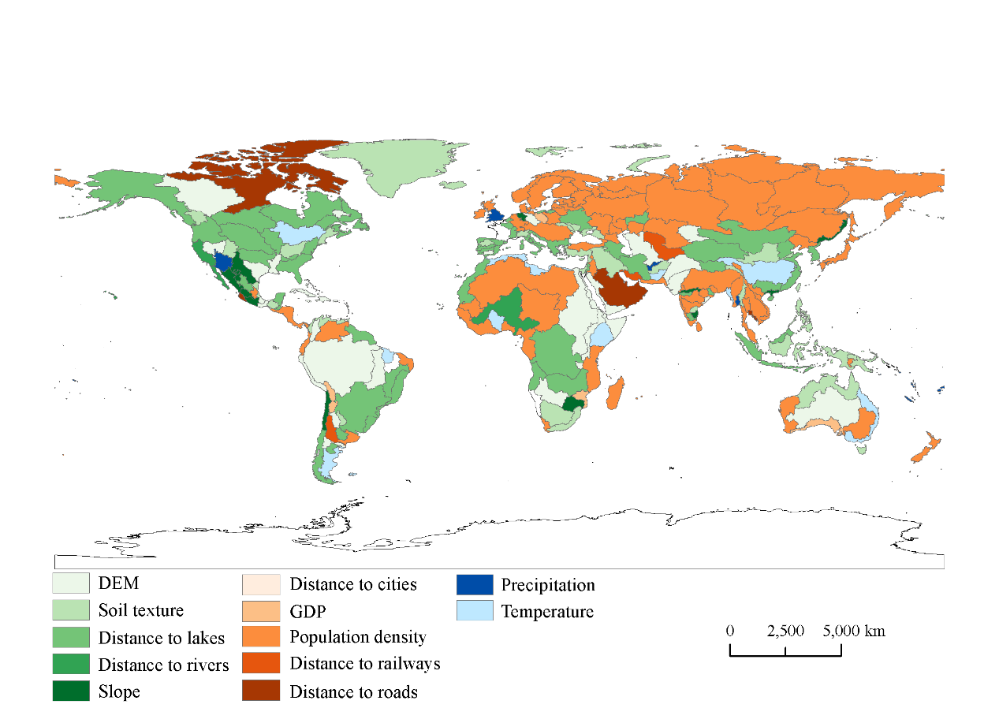 DEM
Soil texture
Distance to lakes
Distance to rivers
Slope
Distance to cities
GDP
Population density
Distance to railways
Distance to roads
Precipitation
Temperature
0 2,500 5,000 km